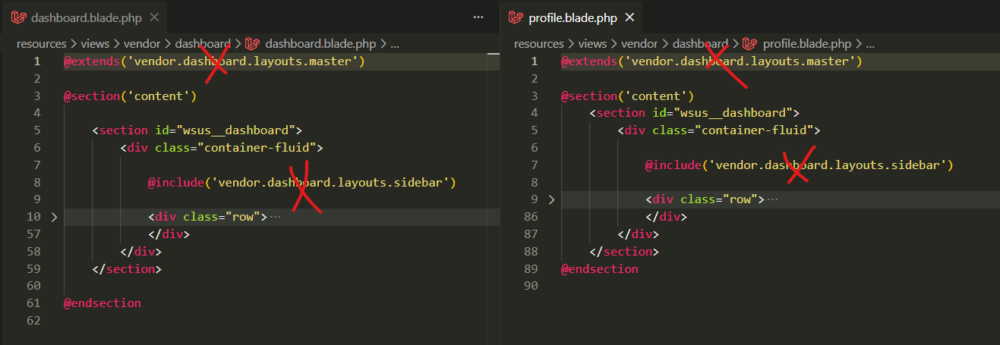 dashboard.blade.php
resources > views > vendor > dashboard > dashboard.blade.php > ...
1 @extends('vendor.dashboard.layouts.master')
2
3 @section('content')
4
5 <section id="wsus__dashboard">
6 <div class="container-fluid">
7
8 @include('vendor.dashboard.layouts.sidebar')
9
10 <div class="row">...
57 </div>
58 </div>
59 </section>
60
61 @endsection
62
profile.blade.php
resources > views > vendor > dashboard > profile.blade.php > ...
1 @extends('vendor.dashboard.layouts.master')
2
3 @section('content')
4 <section id="wsus__dashboard">
5 <div class="container-fluid">
6
7 @include('vendor.dashboard.layouts.sidebar')
8
9 <div class="row">...
86 </div>
87 </div>
88 </section>
89 @endsection
90